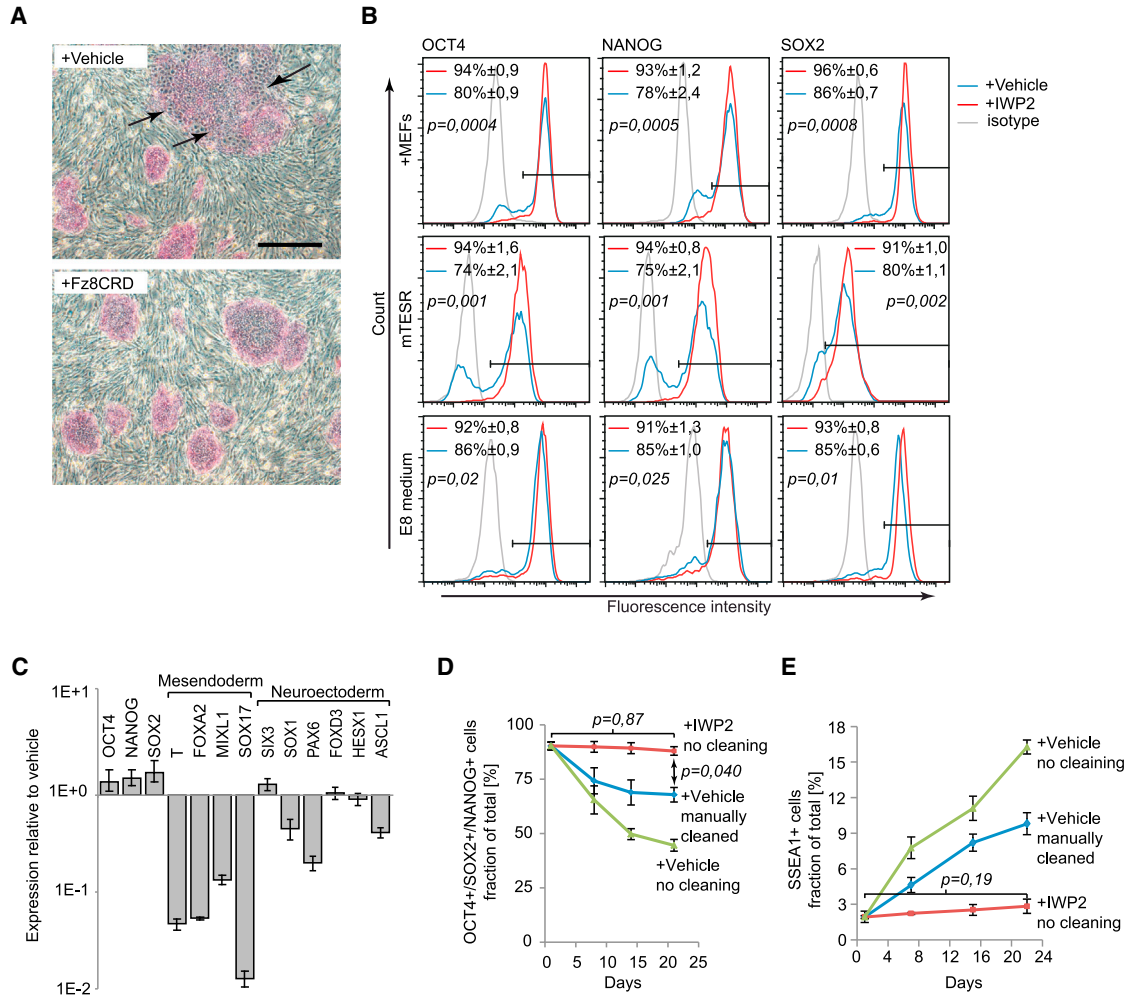 A
+Vehicle
+Fz8CRD
B
OCT4
NANOG
SOX2
+Vehicle
+IWP2
isotype
+MEFs
94%±0,9
80%±0,9
p=0,0004
93%±1,2
78%±2,4
p=0,0005
96%±0,6
86%±0,7
p=0,0008
Count
mTESR
94%±1,6
74%±2,1
p=0,001
94%±0,8
75%±2,1
p=0,001
91%±1,0
80%±1,1
p=0,002
E8 medium
92%±0,8
86%±0,9
p=0,02
91%±1,3
85%±1,0
p=0,025
93%±0,8
85%±0,6
p=0,01
Fluorescence intensity
C
Expression relative to vehicle
1E+1
1E+0
1E-1
1E-2
Mesendoderm
Neuroectoderm
OCT4
NANOG
SOX2
T
FOXA2
MIXL1
SOX17
SIX3
SOX1
PAX6
FOXD3
HESX1
ASCL1
D
OCT4+/SOX2+/NANOG+ cells
fraction of total [%]
100
75
50
25
0
p=0,87
+IWP2
no cleaning
p=0,040
+Vehicle
manually
cleaned
+Vehicle
no cleaning
0 5 10 15 20 25
Days
E
SSEA1+ cells
fraction of total [%]
18
15
12
9
6
3
0
+Vehicle
no cleaining
+Vehicle
manually
cleaned
p=0,19
+IWP2
no cleaning
0 4 8 12 16 20 24
Days